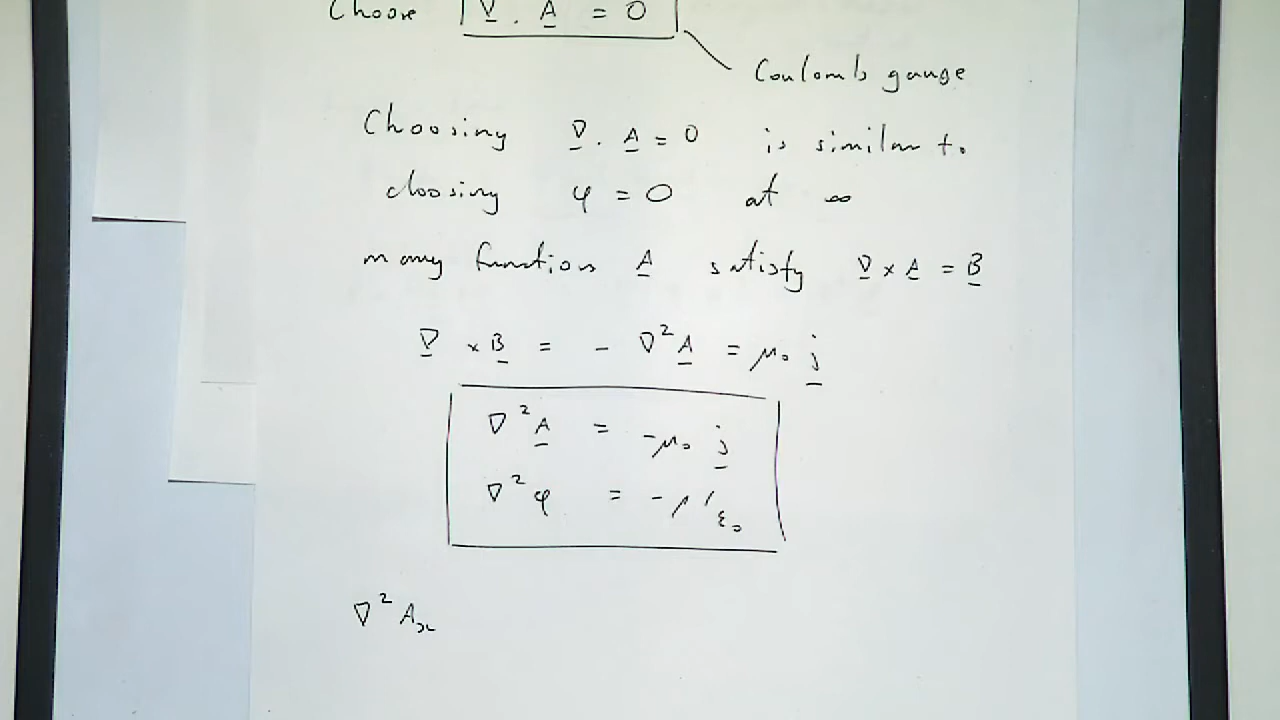 Choose ∇ . A = 0
Coulomb gauge
Choosing ∇ . A = 0 is similar to
choosing φ = 0 at ∞
many function A satisfy ∇ × A = B
∇ × B = - ∇²A = μ₀ j
∇²A = -μ₀ j
∇²φ = -ρ/ε₀
∇²Aₓ